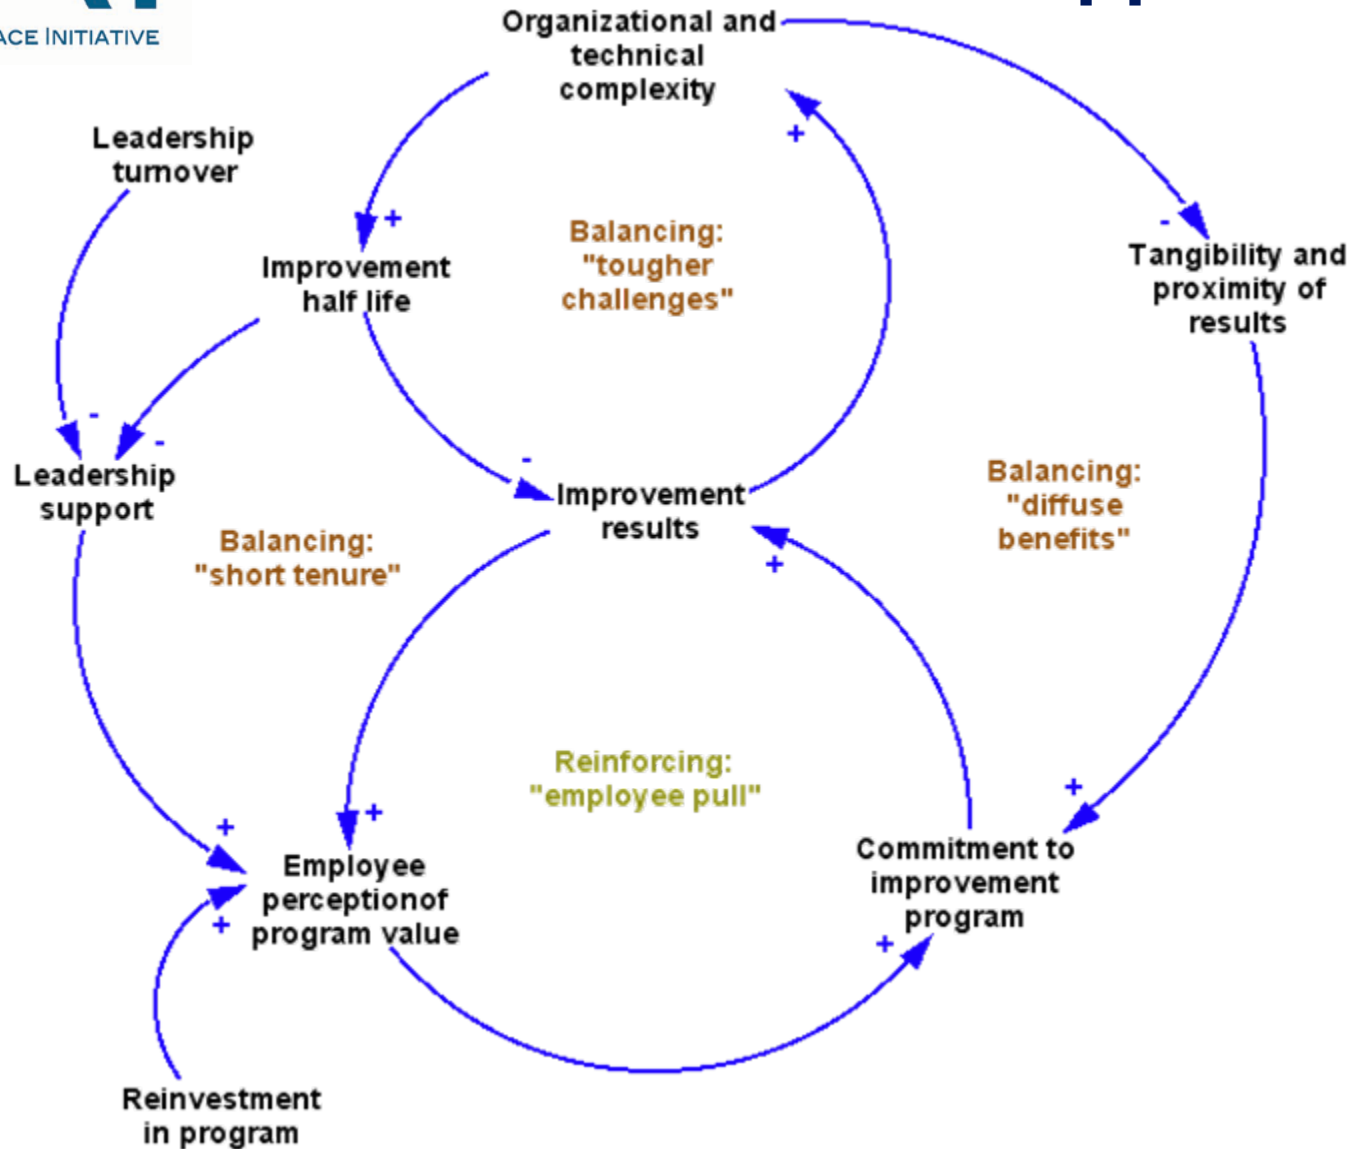 ACE INITIATIVE
Organizational and
technical
complexity
+
Leadership
turnover
+
-
Balancing:
"tougher
challenges"
Tangibility and
proximity of
results
Improvement
half life
-
-
-
Leadership
support
Improvement
results
Balancing:
"diffuse
benefits"
Balancing:
"short tenure"
+
Reinforcing:
"employee pull"
+
+
+
Employee
perceptionof
program value
Commitment to
improvement
program
+
+
Reinvestment
in program